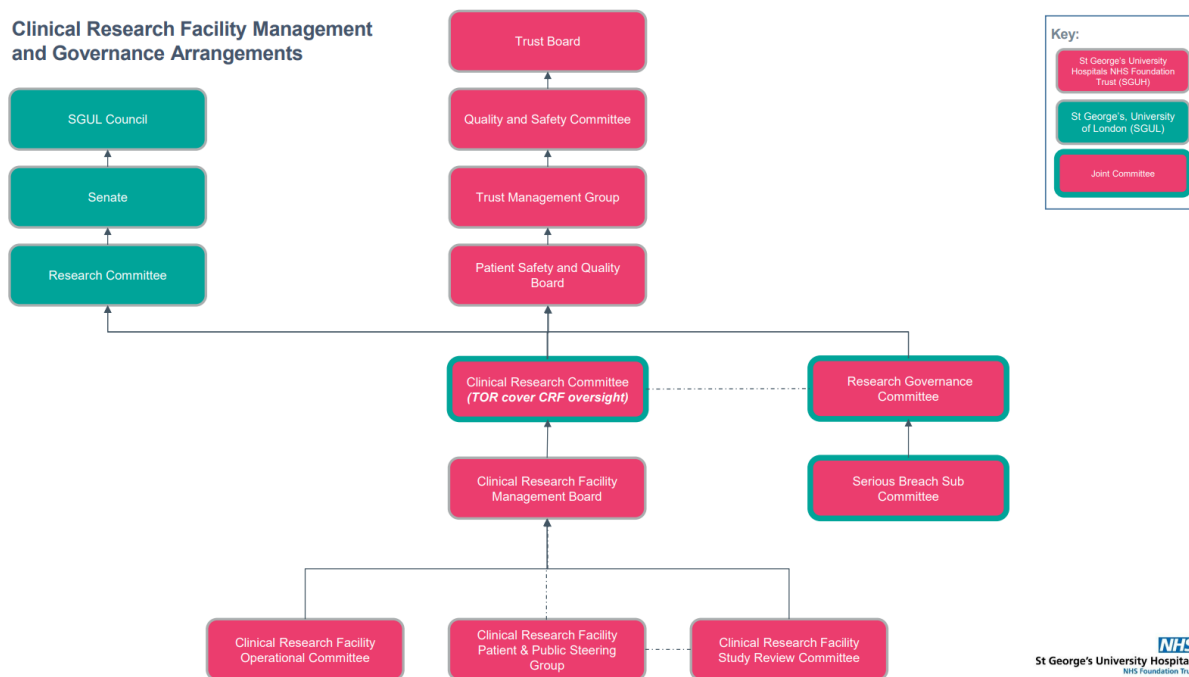 Clinical Research Facility Management
and Governance Arrangements
Trust Board
Key:
St George's University
Hospitals NHS Foundation
Trust (SGUH)
SGUL Council
Quality and Safety Committee
St George's, University
of London (SGUL)
Joint Committee
Senate
Trust Management Group
Research Committee
Patient Safety and Quality
Board
Clinical Research Committee
(TOR cover CRF oversight)
Research Governance
Committee
Clinical Research Facility
Management Board
Serious Breach Sub
Committee
Clinical Research Facility
Operational Committee
Clinical Research Facility
Patient & Public Steering
Group
Clinical Research Facility
Study Review Committee
NHS
St George's University Hospita
NHS Foundation Tru